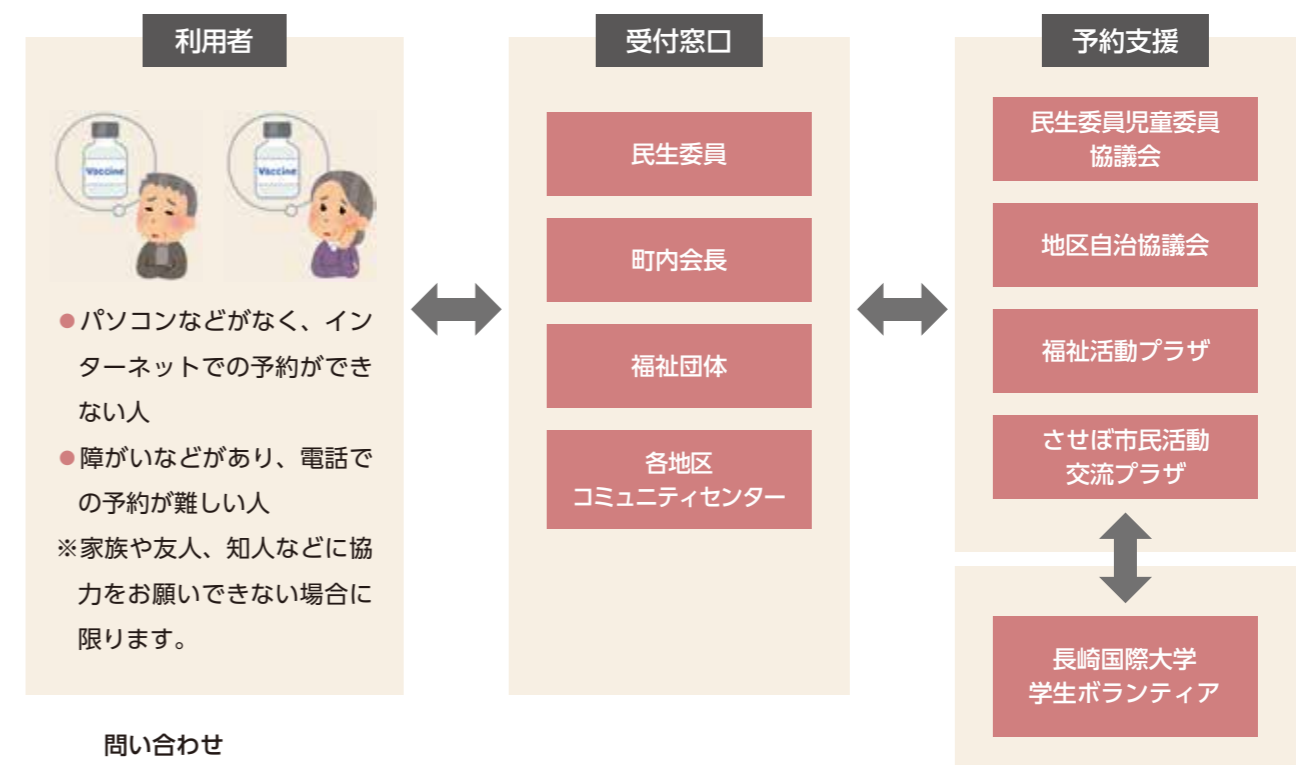 利用者
Vaccine
Vaccine
●パソコンなどがなく、イン
ターネットでの予約ができ
ない人
●障がいなどがあり、電話で
の予約が難しい人
※家族や友人、知人などに協
力をお願いできない場合に
限ります。
受付窓口
民生委員
町内会長
福祉団体
各地区
コミュニティセンター
予約支援
民生委員児童委員
協議会
地区自治協議会
福祉活動プラザ
させぼ市民活動
交流プラザ
長崎国際大学
学生ボランティア
問い合わせ